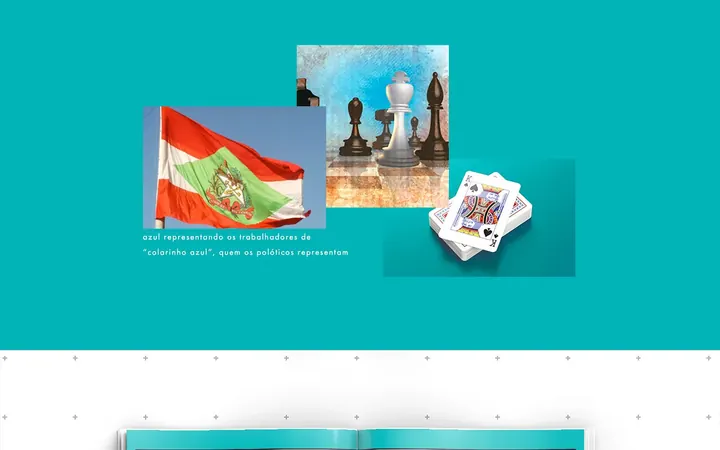 azul representando os trabalhadores de
“colarinho azul”, quem os políticos representam
K
K